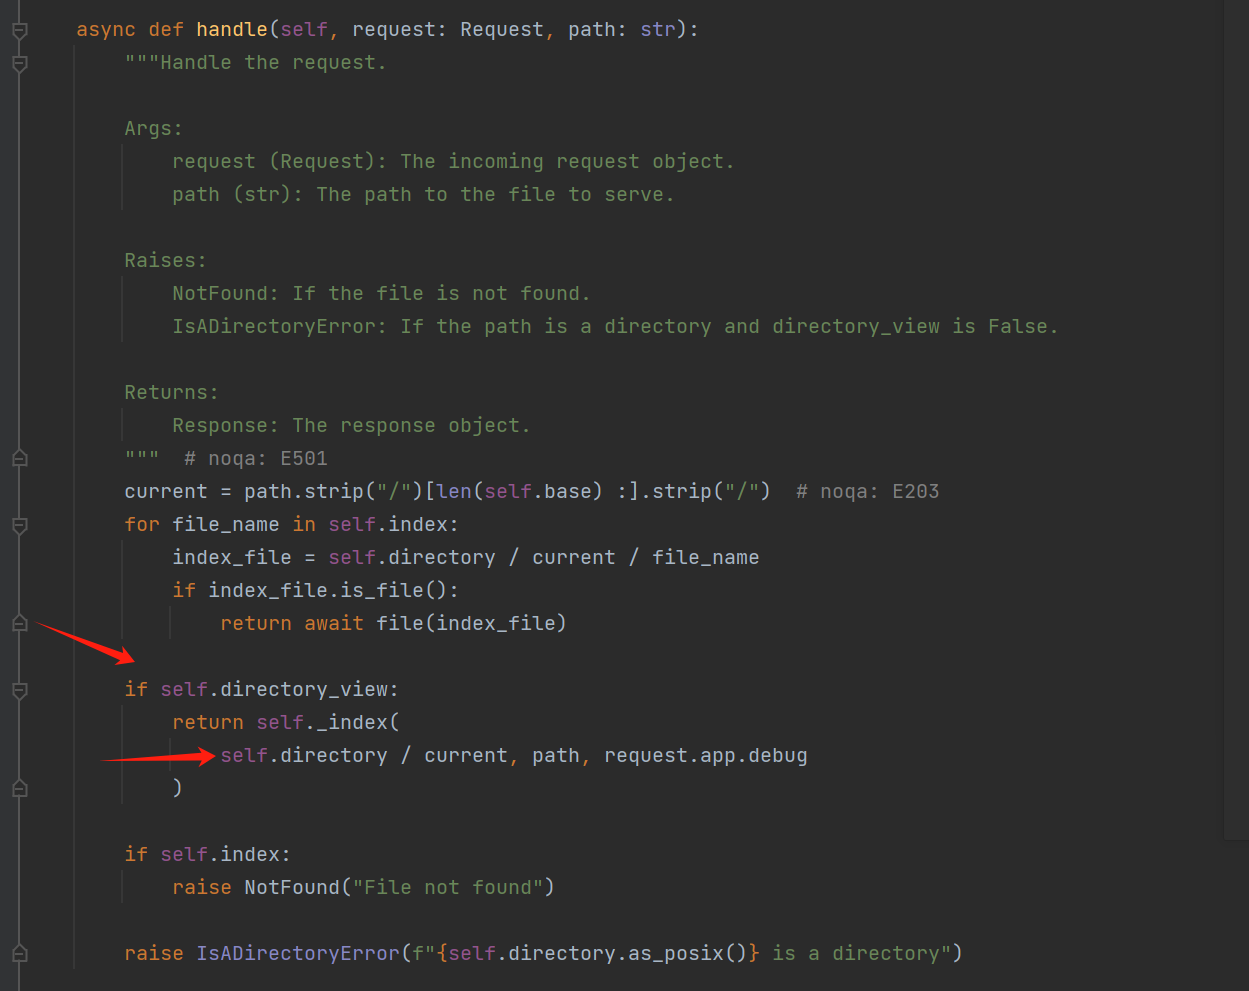 async def handle(self, request: Request, path: str):
    """Handle the request.

    Args:
        request (Request): The incoming request object.
        path (str): The path to the file to serve.

    Raises:
        NotFound: If the file is not found.
        IsADirectoryError: If the path is a directory and directory_view is False.

    Returns:
        Response: The response object.
    """  # noqa: E501
    current = path.strip("/")[len(self.base) :].strip("/")  # noqa: E203
    for file_name in self.index:
        index_file = self.directory / current / file_name
        if index_file.is_file():
            return await file(index_file)

    if self.directory_view:
        return self._index(
            self.directory / current, path, request.app.debug
        )

    if self.index:
        raise NotFound("File not found")

    raise IsADirectoryError(f"{self.directory.as_posix()} is a directory")